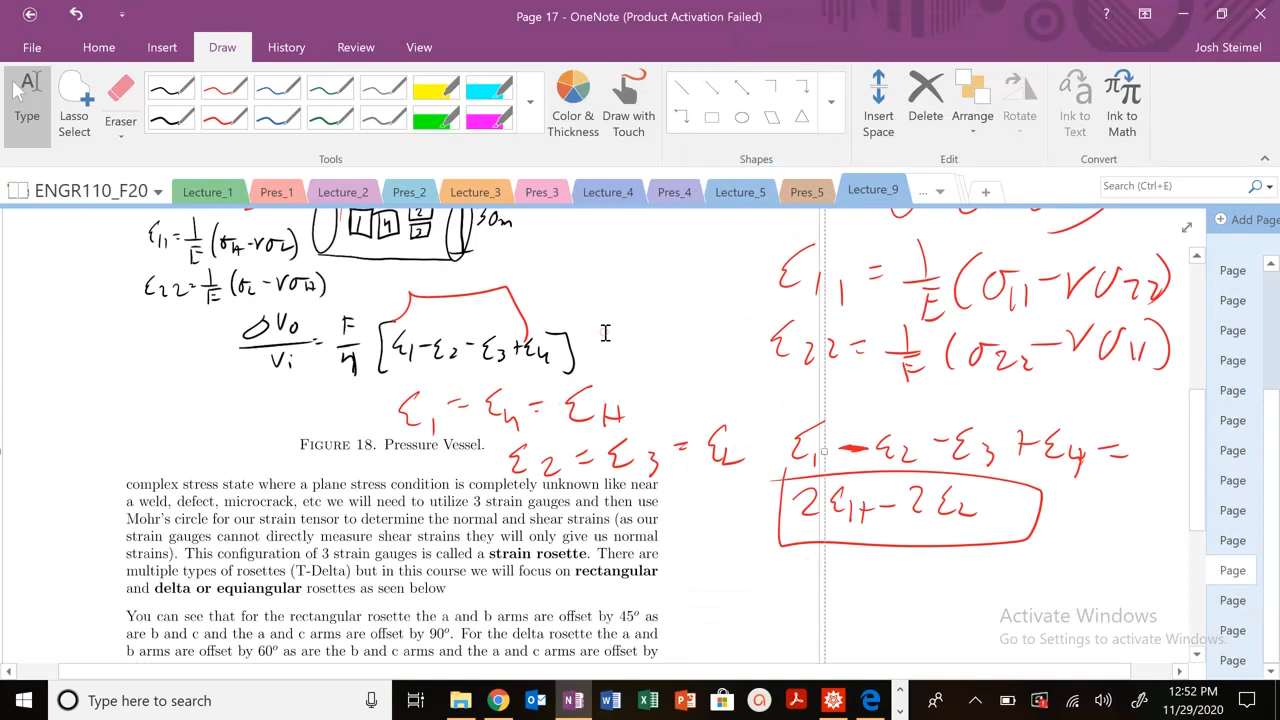 Page 17 - OneNote (Product Activation Failed)
File Home Insert Draw History Review View Josh Steimel
Type
Lasso Select
Eraser
Color & Thickness
Draw with Touch
Insert Space
Delete
Arrange
Rotate
Ink to Text
Ink to Math
Tools Shapes Edit Convert
ENGR110_F20 Lecture_1 Pres_1 Lecture_2 Pres_2 Lecture_3 Pres_3 Lecture_4 Pres_4 Lecture_5 Pres_5 Lecture_9 ... Search (Ctrl+E)
Add Page
30m
ε11 = 1/E (σH - νσL)
ε22 = 1/E (σL - νσH)
ΔVo/Vi = F/4 [ε1 - ε2 - ε3 + ε4]
ε1 = ε4 = εH
ε2 = ε3 = εL
FIGURE 18. Pressure Vessel.
complex stress state where a plane stress condition is completely unknown like near
a weld, defect, microcrack, etc we will need to utilize 3 strain gauges and then use
Mohr's circle for our strain tensor to determine the normal and shear strains (as our
strain gauges cannot directly measure shear strains they will only give us normal
strains). This configuration of 3 strain gauges is called a strain rosette. There are
multiple types of rosettes (T-Delta) but in this course we will focus on rectangular
and delta or equiangular rosettes as seen below
You can see that for the rectangular rosette the a and b arms are offset by 45° as
are b and c and the a and c arms are offset by 90°. For the delta rosette the a and
b arms are offset by 60° as are the b and c arms and the a and c arms are offset by
ε11 = 1/E (σ11 - νσ22)
ε22 = 1/E (σ22 - νσ11)
ε1 - ε2 - ε3 + ε4 =
2εH - 2εL
Page
Page
Page
Page
Page
Page
Page
Page
Page
Page
Page
Page
Page
Page
Activate Windows
Go to Settings to activate Windows.
Type here to search
12:52 PM
11/29/2020